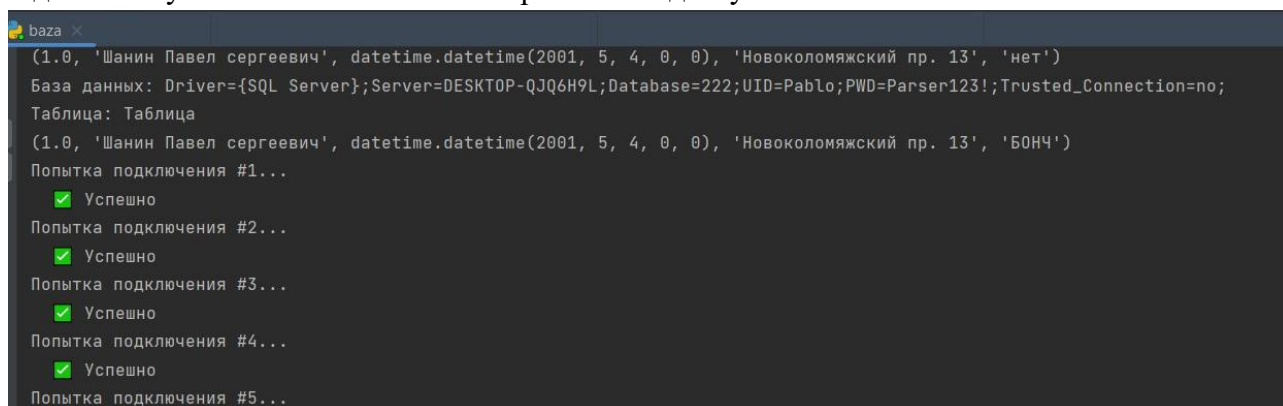 baza
(1.0, 'Шанин Павел сергеевич', datetime.datetime(2001, 5, 4, 0, 0), 'Новоколомяжский пр. 13', 'нет')
База данных: Driver={SQL Server};Server=DESKTOP-QJQ6H9L;Database=222;UID=Pablo;PWD=Parser123!;Trusted_Connection=no;
Таблица: Таблица
(1.0, 'Шанин Павел сергеевич', datetime.datetime(2001, 5, 4, 0, 0), 'Новоколомяжский пр. 13', 'БОНЧ')
Попытка подключения #1...
✅ Успешно
Попытка подключения #2...
✅ Успешно
Попытка подключения #3...
✅ Успешно
Попытка подключения #4...
✅ Успешно
Попытка подключения #5...